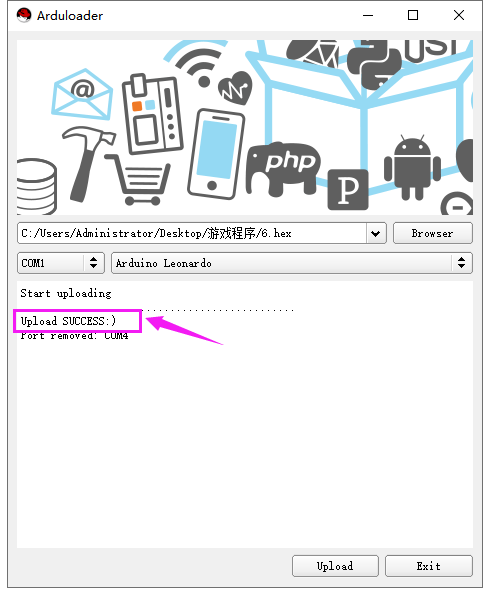 Arduloader
USI
@
php
P
C:/Users/Administrator/Desktop/游戏程序/6.hex
Browser
COM1
Arduino Leonardo
Start uploading
Upload SUCCESS:)
Port removed: COM4
Upload
Exit